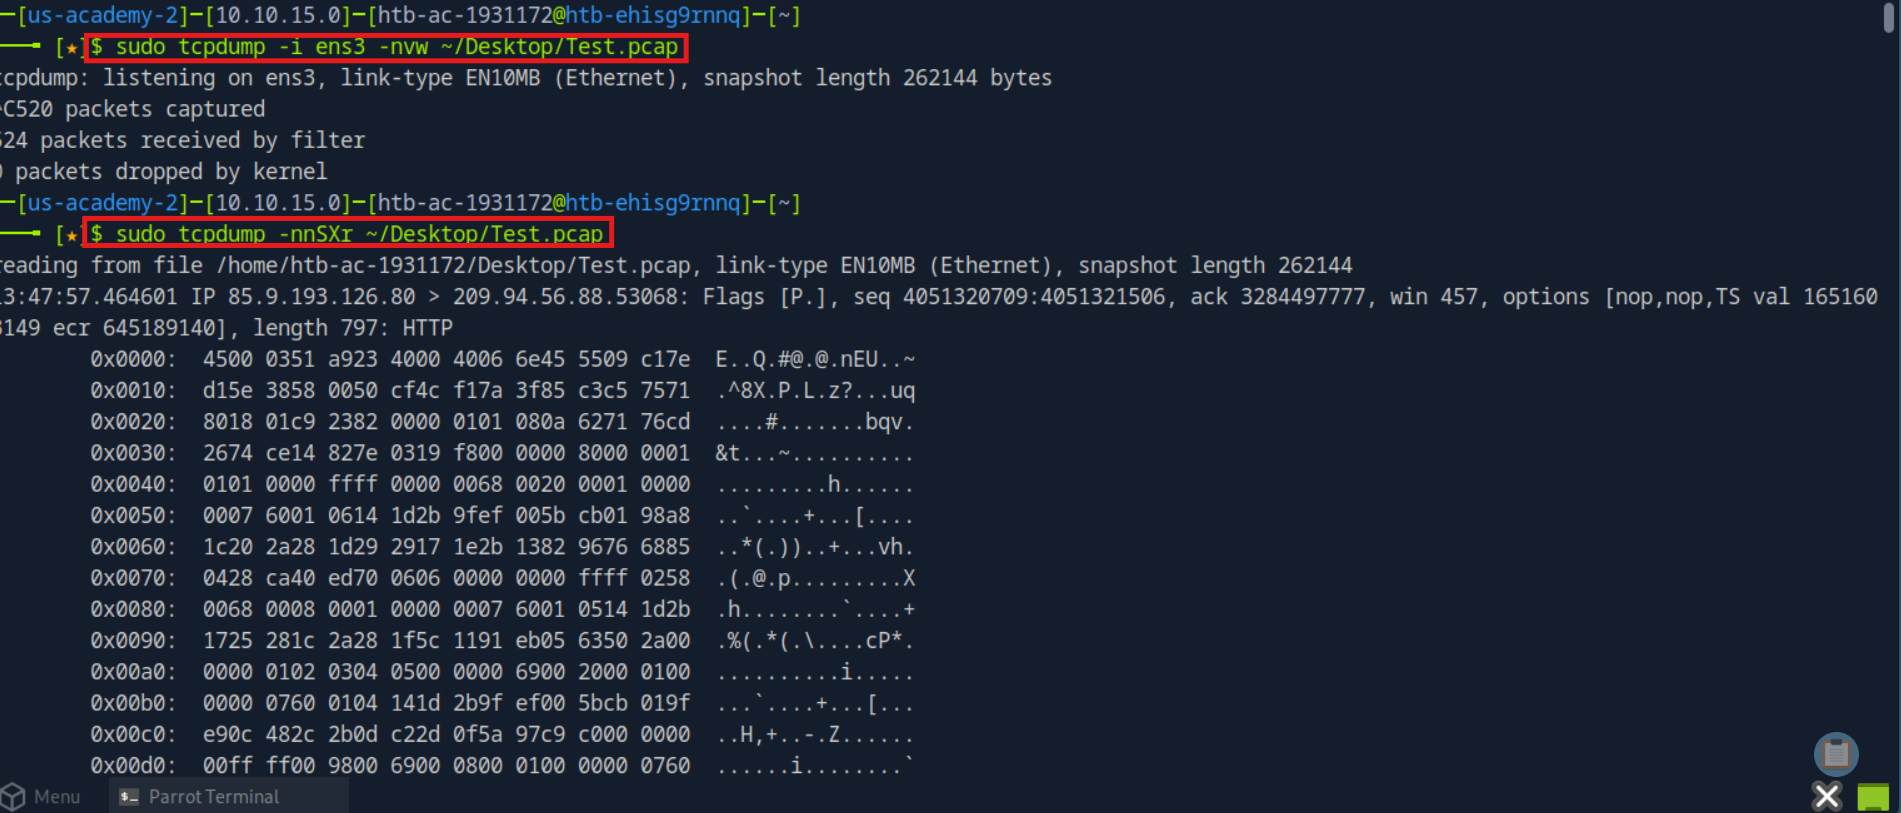 ─[us-academy-2]─[10.10.15.0]─[htb-ac-1931172@htb-ehisg9rnnq]─[~]
──╼ [★]$ sudo tcpdump -i ens3 -nvw ~/Desktop/Test.pcap
tcpdump: listening on ens3, link-type EN10MB (Ethernet), snapshot length 262144 bytes
^C520 packets captured
524 packets received by filter
0 packets dropped by kernel
─[us-academy-2]─[10.10.15.0]─[htb-ac-1931172@htb-ehisg9rnnq]─[~]
──╼ [★]$ sudo tcpdump -nnSXr ~/Desktop/Test.pcap
reading from file /home/htb-ac-1931172/Desktop/Test.pcap, link-type EN10MB (Ethernet), snapshot length 262144
13:47:57.464601 IP 85.9.193.126.80 > 209.94.56.88.53068: Flags [P.], seq 4051320709:4051321506, ack 3284497777, win 457, options [nop,nop,TS val 165160
3149 ecr 645189140], length 797: HTTP
0x0000:  4500 0351 a923 4000 4006 6e45 5509 c17e  E..Q.#@.@.nEU..~
0x0010:  d15e 3858 0050 cf4c f17a 3f85 c3c5 7571  .^8X.P.L.z?...uq
0x0020:  8018 01c9 2382 0000 0101 080a 6271 76cd  ....#.......bqv.
0x0030:  2674 ce14 827e 0319 f800 0000 8000 0001  &t...~..........
0x0040:  0101 0000 ffff 0000 0068 0020 0001 0000  .........h......
0x0050:  0007 6001 0614 1d2b 9fef 005b cb01 98a8  ..`....+...[....
0x0060:  1c20 2a28 1d29 2917 1e2b 1382 9676 6885  ..*(.))..+...vh.
0x0070:  0428 ca40 ed70 0606 0000 0000 ffff 0258  .(.@.p.........X
0x0080:  0068 0008 0001 0000 0007 6001 0514 1d2b  .h........`....+
0x0090:  1725 281c 2a28 1f5c 1191 eb05 6350 2a00  .%(.*(.\....cP*.
0x00a0:  0000 0102 0304 0500 0000 6900 2000 0100  ..........i.....
0x00b0:  0000 0760 0104 141d 2b9f ef00 5bcb 019f  ...`....+...[...
0x00c0:  e90c 482c 2b0d c22d 0f5a 97c9 c000 0000  ..H,+..-.Z......
0x00d0:  00ff ff00 9800 6900 0800 0100 0000 0760  ......i........`
Menu
$_ Parrot Terminal